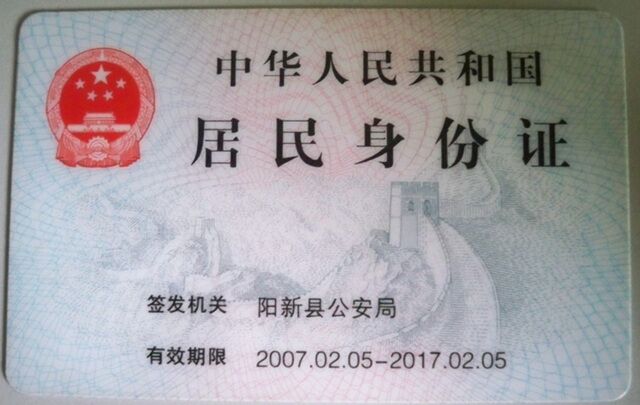 中华人民共和国
居民身份证
签发机关 阳新县公安局
有效期限 2007.02.05-2017.02.05